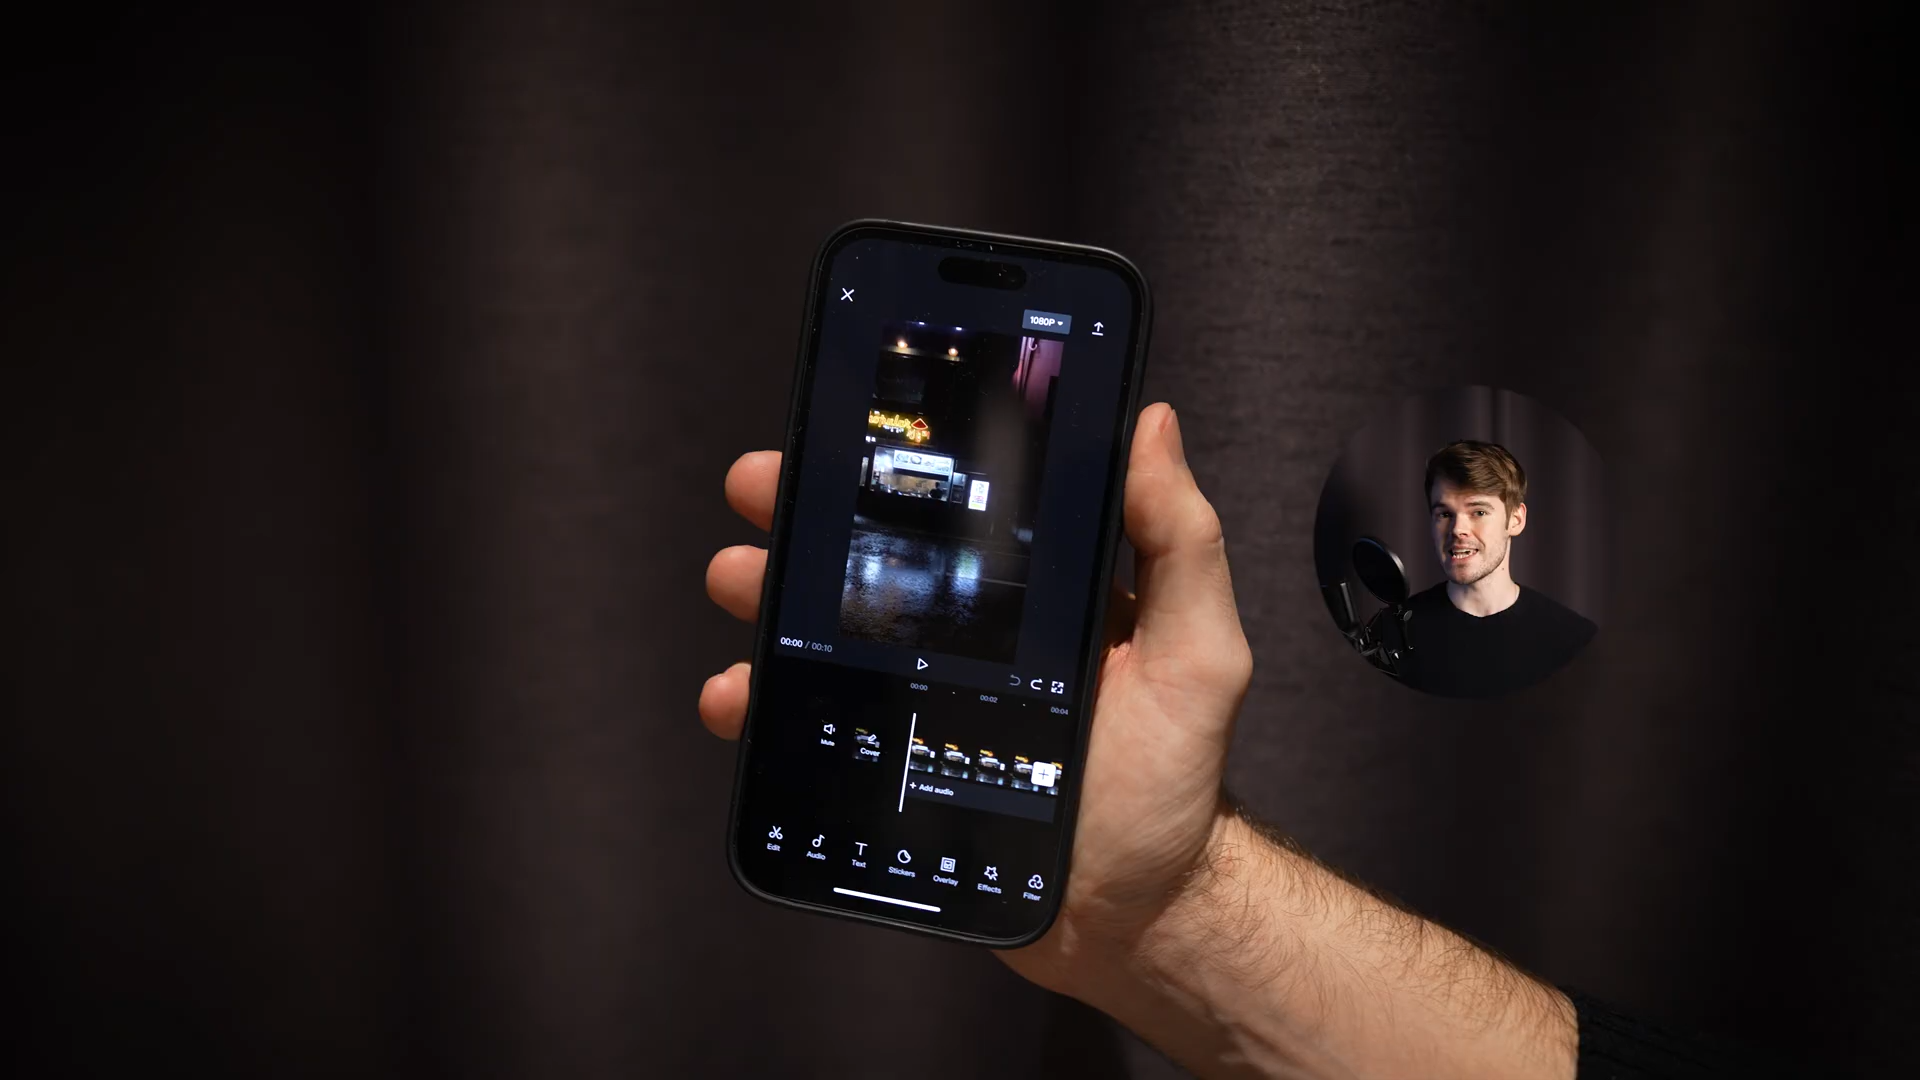 1080P
00:00 / 00:10
00:00
00:02
00:04
Mute
Cover
+ Add audio
Edit
Audio
Text
Stickers
Overlay
Effects
Filter